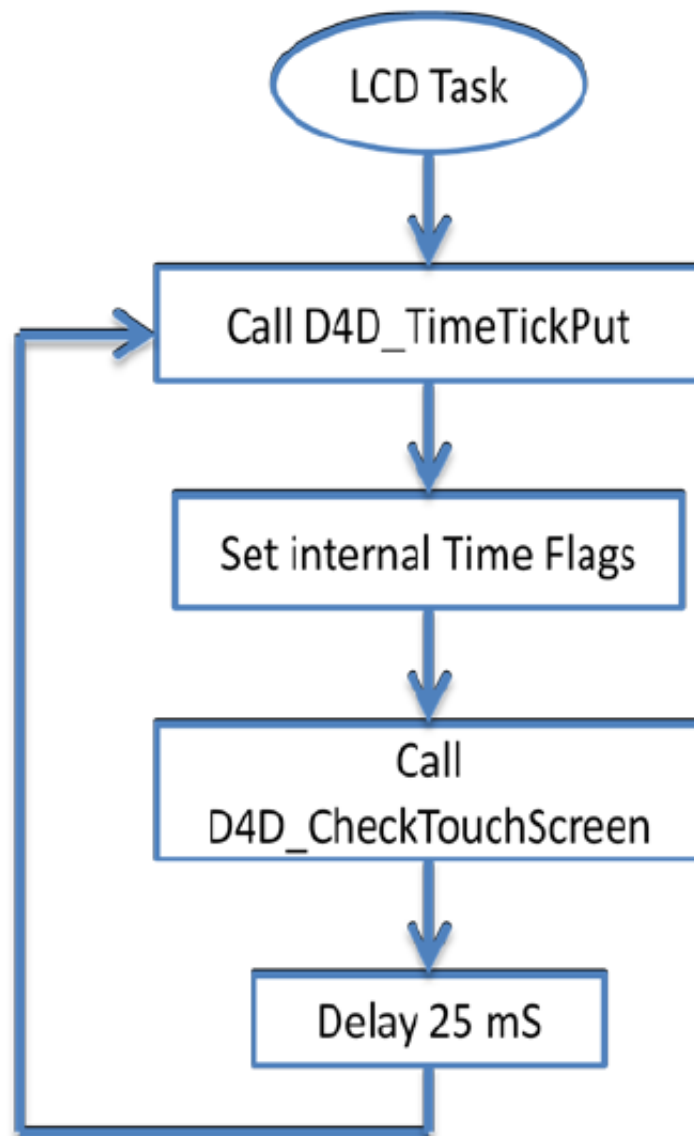 LCD Task
Call D4D_TimeTickPut
Set internal Time Flags
Call
D4D_CheckTouchScreen
Delay 25 mS